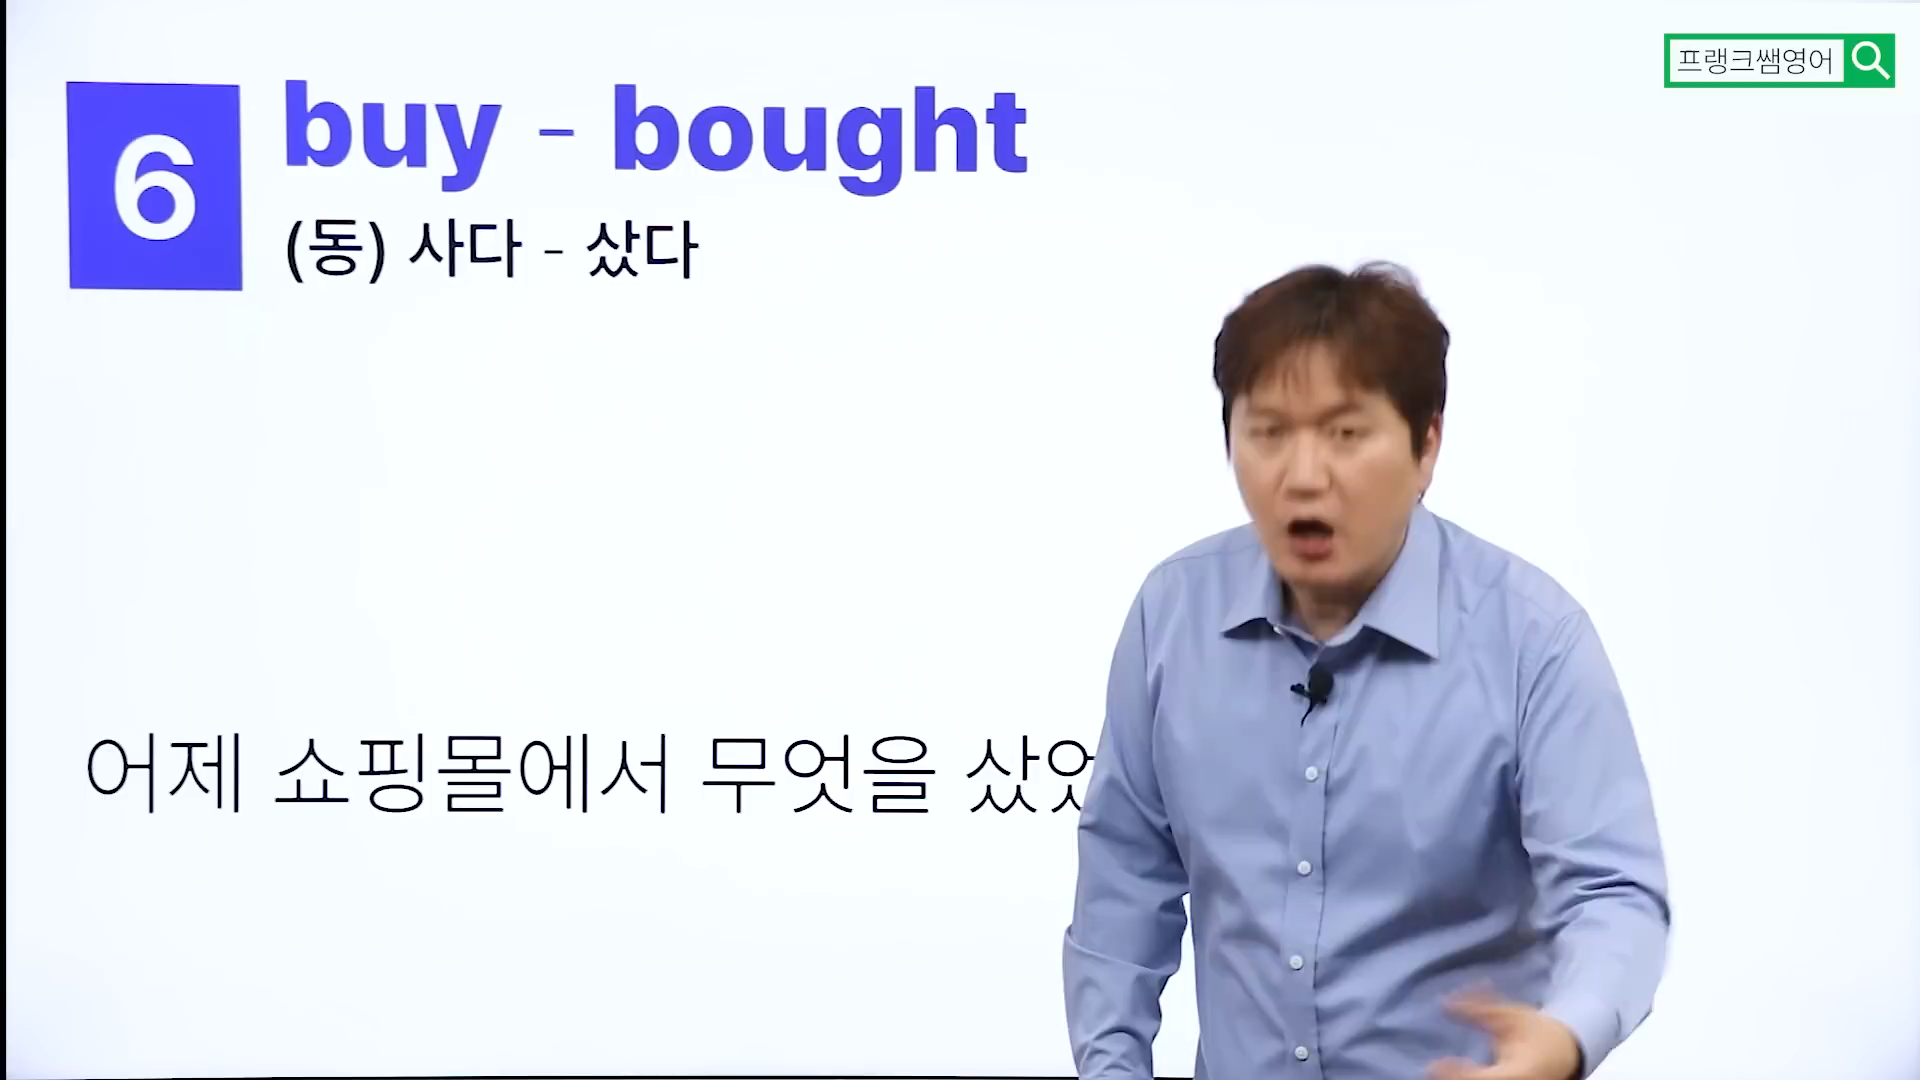 프랭크쌤영어
6
buy - bought
(동) 사다 - 샀다
어제 쇼핑몰에서 무엇을